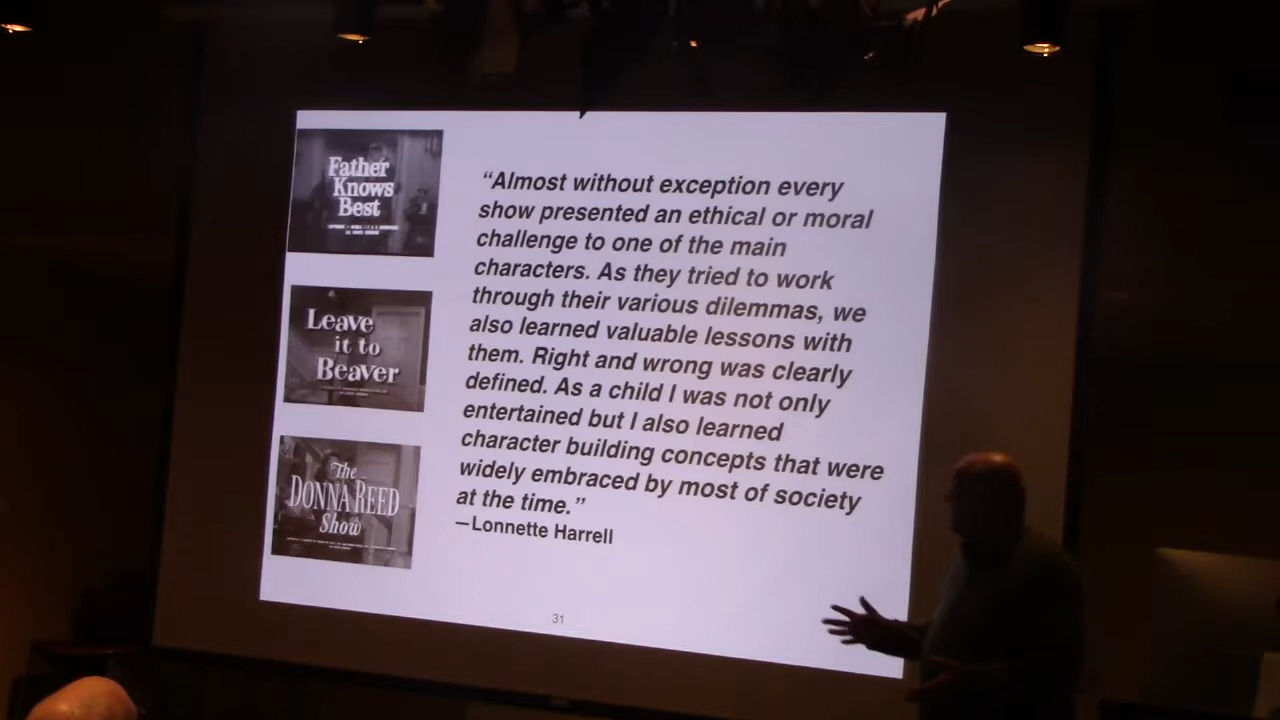 Father
Knows
Best
Leave
it to
Beaver
The
DONNA REED
Show
“Almost without exception every
show presented an ethical or moral
challenge to one of the main
characters. As they tried to work
through their various dilemmas, we
also learned valuable lessons with
them. Right and wrong was clearly
defined. As a child I was not only
entertained but I also learned
character building concepts that were
widely embraced by most of society
at the time.”
—Lonnette Harrell
31